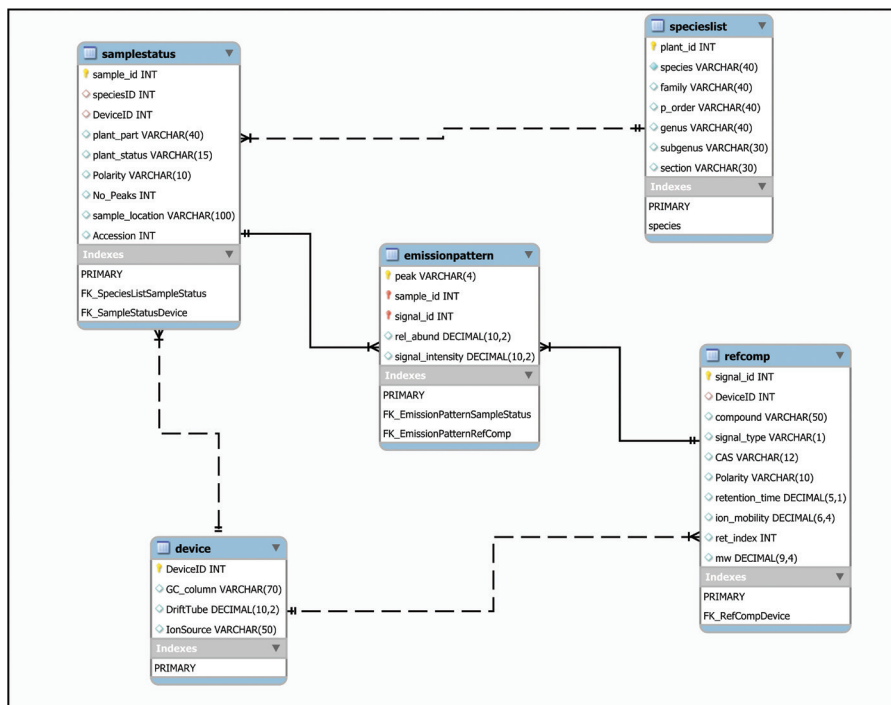 samplestatus
sample_id INT
speciesID INT
DeviceID INT
plant_part VARCHAR(40)
plant_status VARCHAR(15)
Polarity VARCHAR(10)
No_Peaks INT
sample_location VARCHAR(100)
Accession INT
Indexes
PRIMARY
FK_SpeciesListSampleStatus
FK_SampleStatusDevice
specieslist
plant_id INT
species VARCHAR(40)
family VARCHAR(40)
p_order VARCHAR(40)
genus VARCHAR(40)
subgenus VARCHAR(30)
section VARCHAR(30)
Indexes
PRIMARY
species
emissionpattern
peak VARCHAR(4)
sample_id INT
signal_id INT
rel_abund DECIMAL(10,2)
signal_intensity DECIMAL(10,2)
Indexes
PRIMARY
FK_EmissionPatternSampleStatus
FK_EmissionPatternRefComp
refcomp
signal_id INT
DeviceID INT
compound VARCHAR(50)
signal_type VARCHAR(1)
CAS VARCHAR(12)
Polarity VARCHAR(10)
retention_time DECIMAL(5,1)
ion_mobility DECIMAL(6,4)
ret_index INT
mw DECIMAL(9,4)
Indexes
PRIMARY
FK_RefCompDevice
device
DeviceID INT
GC_column VARCHAR(70)
DriftTube DECIMAL(10,2)
IonSource VARCHAR(50)
Indexes
PRIMARY